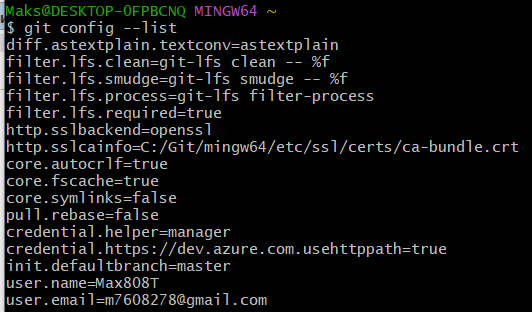 Maks@DESKTOP-OFPBCNQ MINGW64 ~
$ git config --list
diff.astextplain.textconv=astextplain
filter.lfs.clean=git-lfs clean -- %f
filter.lfs.smudge=git-lfs smudge -- %f
filter.lfs.process=git-lfs filter-process
filter.lfs.required=true
http.sslbackend=openssl
http.sslcainfo=C:/Git/mingw64/etc/ssl/certs/ca-bundle.crt
core.autocrlf=true
core.fscache=true
core.symlinks=false
pull.rebase=false
credential.helper=manager
credential.https://dev.azure.com.usehttppath=true
init.defaultbranch=master
user.name=Max808T
user.email=m7608278@gmail.com